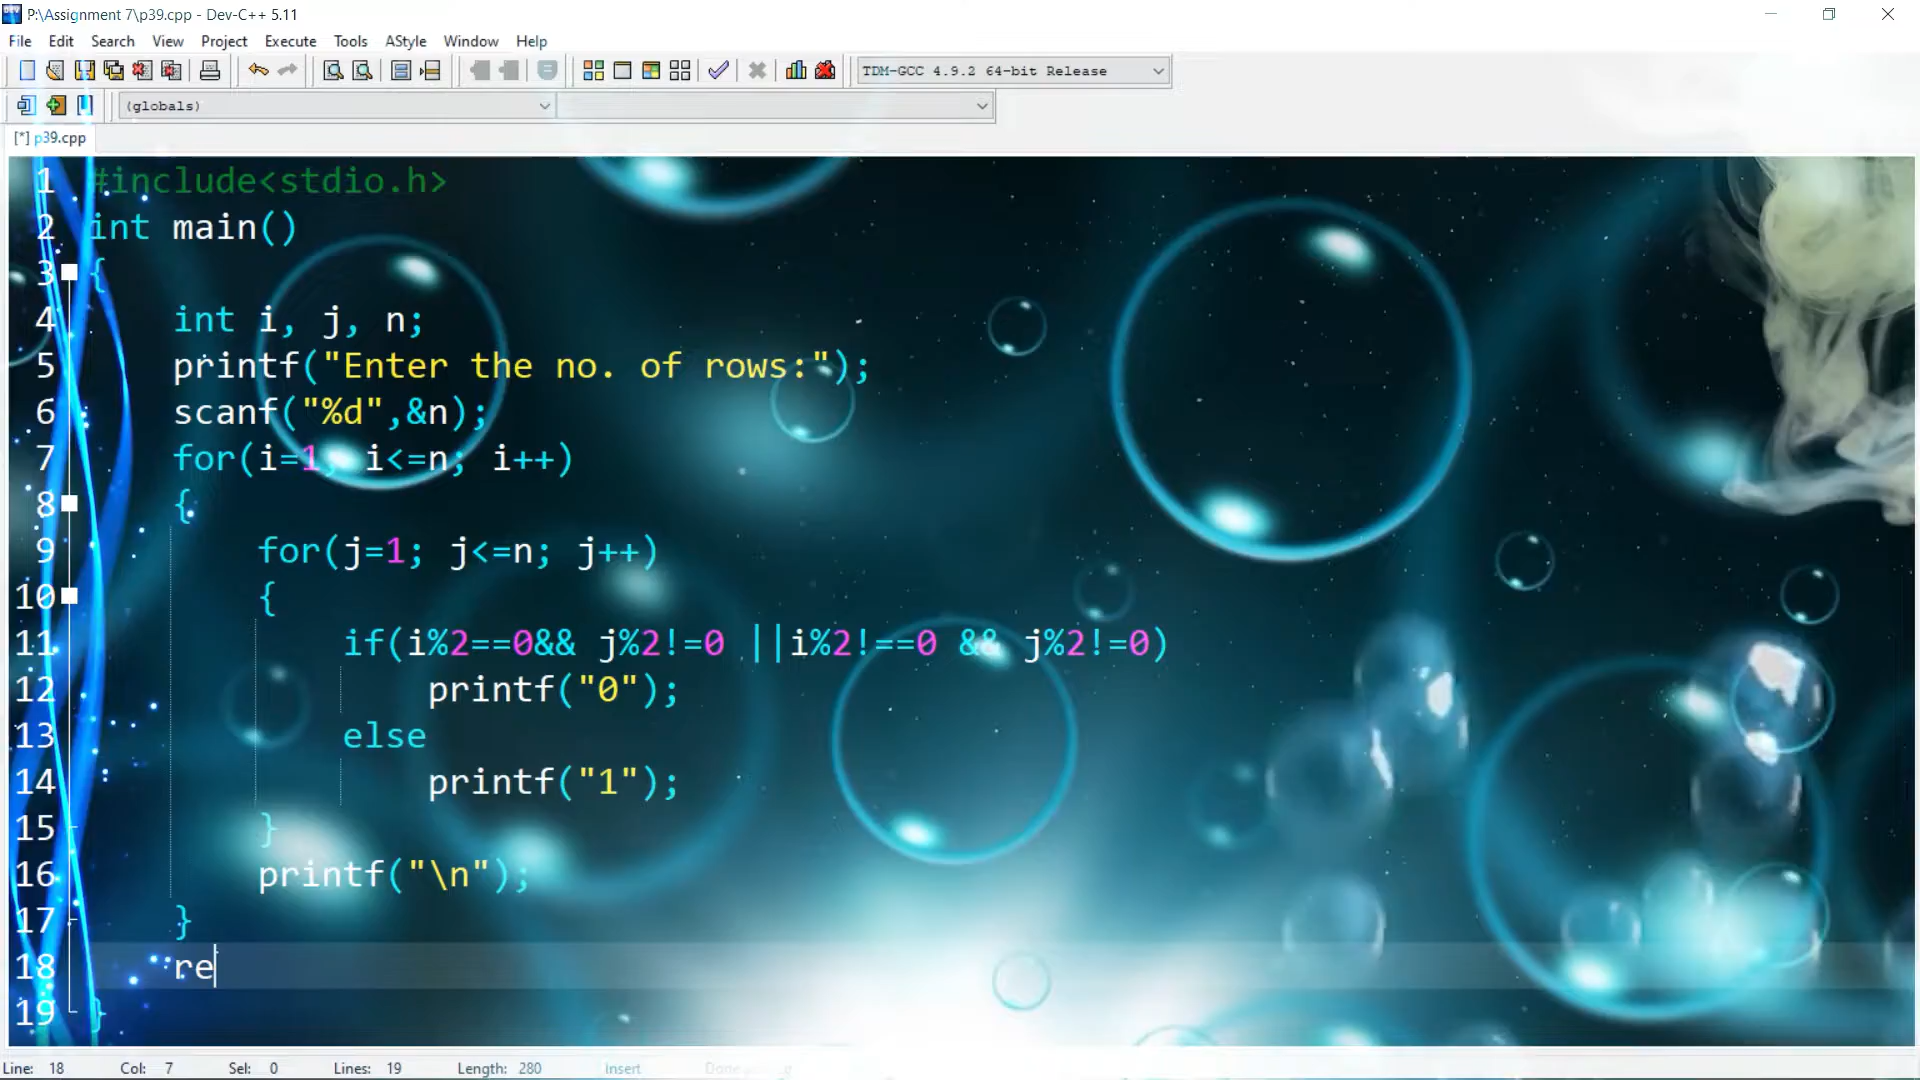 P:\Assignment 7\p39.cpp - Dev-C++ 5.11
File Edit Search View Project Execute Tools AStyle Window Help
TDM-GCC 4.9.2 64-bit Release
(globals)
[*] p39.cpp
1 #include<stdio.h>
2 int main()
3 {
4 int i, j, n;
5 printf("Enter the no. of rows:");
6 scanf("%d",&n);
7 for(i=1; i<=n; i++)
8 {
9 for(j=1; j<=n; j++)
10 {
11 if(i%2==0&& j%2!=0 ||i%2!==0 && j%2!=0)
12 printf("0");
13 else
14 printf("1");
15 }
16 printf("\n");
17 }
18 re
19 }
Line: 18 Col: 7 Sel: 0 Lines: 19 Length: 280 Insert